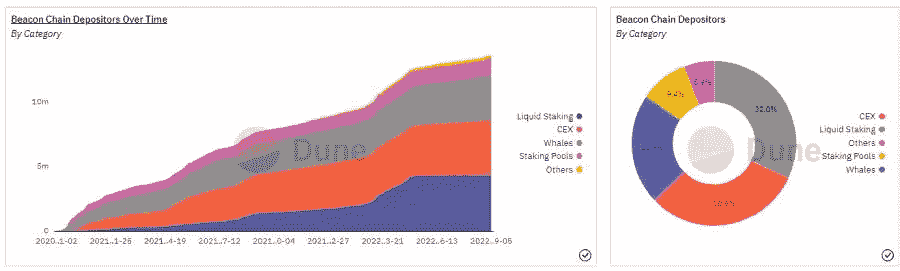 Beacon Chain Depositors Over Time
By Category
10m
5m
0
2020..1-02 2021..1-26 2021..4-19 2021..7-12 2021..0-04 2021..2-27 2022..3-21 2022..6-13 2022..9-05
Liquid Staking
CEX
Whales
Staking Pools
Others
Dune
Beacon Chain Depositors
By Category
32.0%
CEX
Liquid Staking
Others
Staking Pools
Whales
Dune